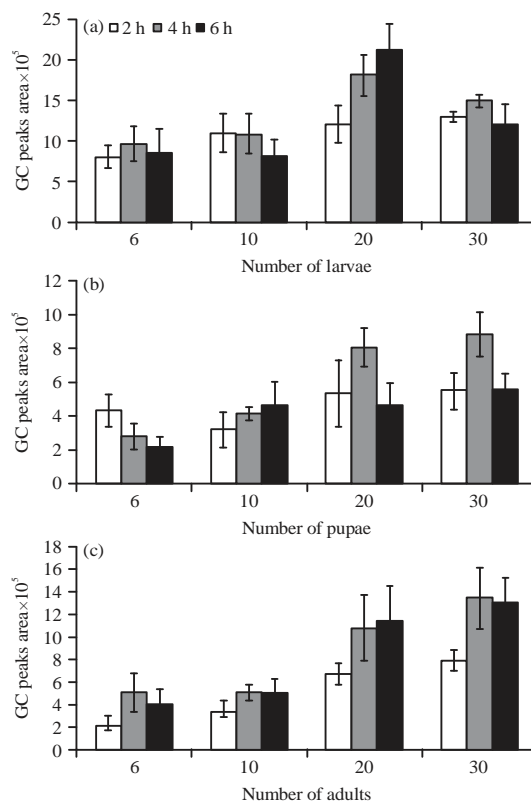 (a) 2 h 4 h 6 h
GC peaks area×10⁵
25
20
15
10
5
0
6 10 20 30
Number of larvae
(b)
GC peaks area×10⁵
12
10
8
6
4
2
0
6 10 20 30
Number of pupae
(c)
GC peaks area×10⁵
18
16
14
12
10
8
6
4
2
0
6 10 20 30
Number of adults